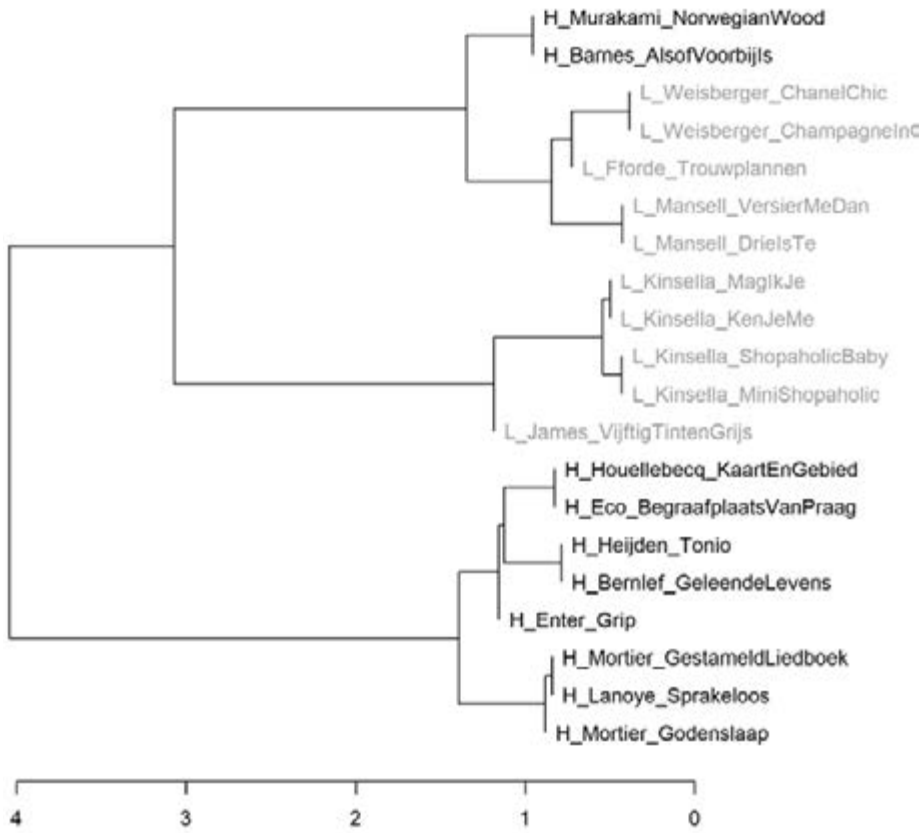 H_Murakami_NorwegianWood
H_Barnes_AlsofVoorbijIs
L_Weisberger_ChanelChic
L_Weisberger_ChampagneInC
L_Fforde_Trouwplannen
L_Mansell_VersierMeDan
L_Mansell_DrieIsTe
L_Kinsella_MagIkJe
L_Kinsella_KenJeMe
L_Kinsella_ShopaholicBaby
L_Kinsella_MiniShopaholic
L_James_VijftigTintenGrijs
H_Houellebecq_KaartEnGebied
H_Eco_BegraafplaatsVanPraag
H_Heijden_Tonio
H_Bernlef_GeleendeLevens
H_Enter_Grip
H_Mortier_GestameldLiedboek
H_Lanoye_Sprakeloos
H_Mortier_Godenslaap
4 3 2 1 0